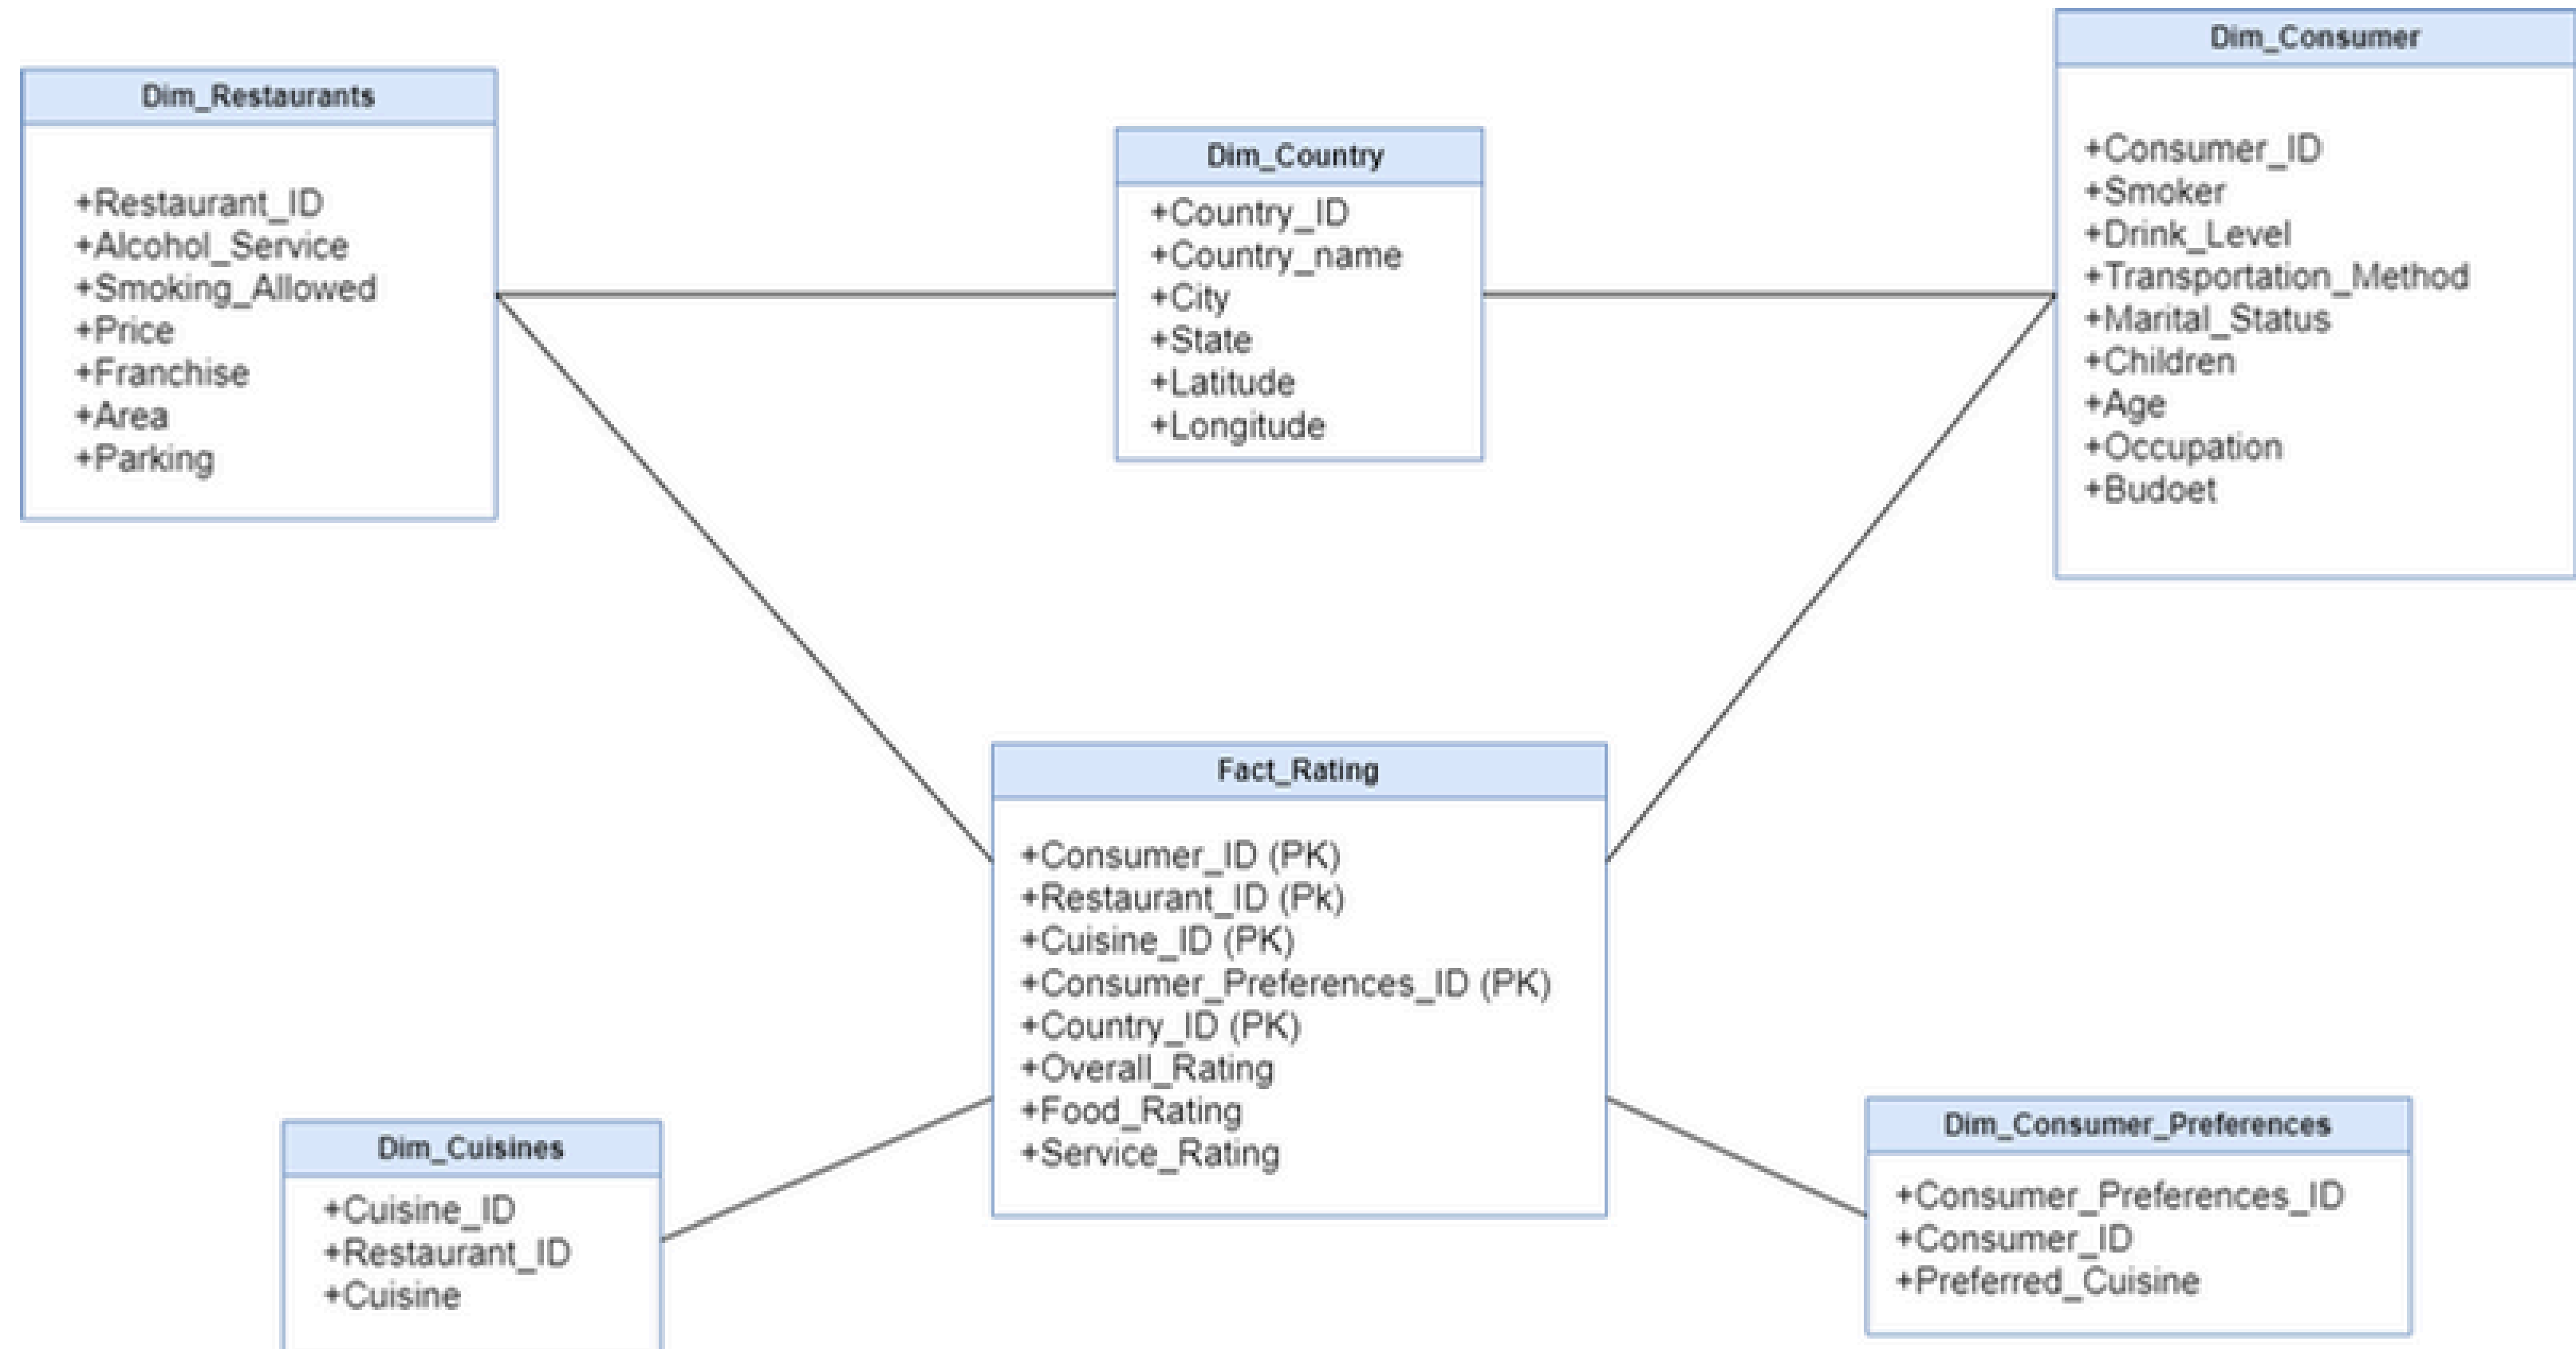 Dim_Restaurants
+Restaurant_ID
+Alcohol_Service
+Smoking_Allowed
+Price
+Franchise
+Area
+Parking
Dim_Country
+Country_ID
+Country_name
+City
+State
+Latitude
+Longitude
Dim_Consumer
+Consumer_ID
+Smoker
+Drink_Level
+Transportation_Method
+Marital_Status
+Children
+Age
+Occupation
+Budoet
Fact_Rating
+Consumer_ID (PK)
+Restaurant_ID (Pk)
+Cuisine_ID (PK)
+Consumer_Preferences_ID (PK)
+Country_ID (PK)
+Overall_Rating
+Food_Rating
+Service_Rating
Dim_Cuisines
+Cuisine_ID
+Restaurant_ID
+Cuisine
Dim_Consumer_Preferences
+Consumer_Preferences_ID
+Consumer_ID
+Preferred_Cuisine